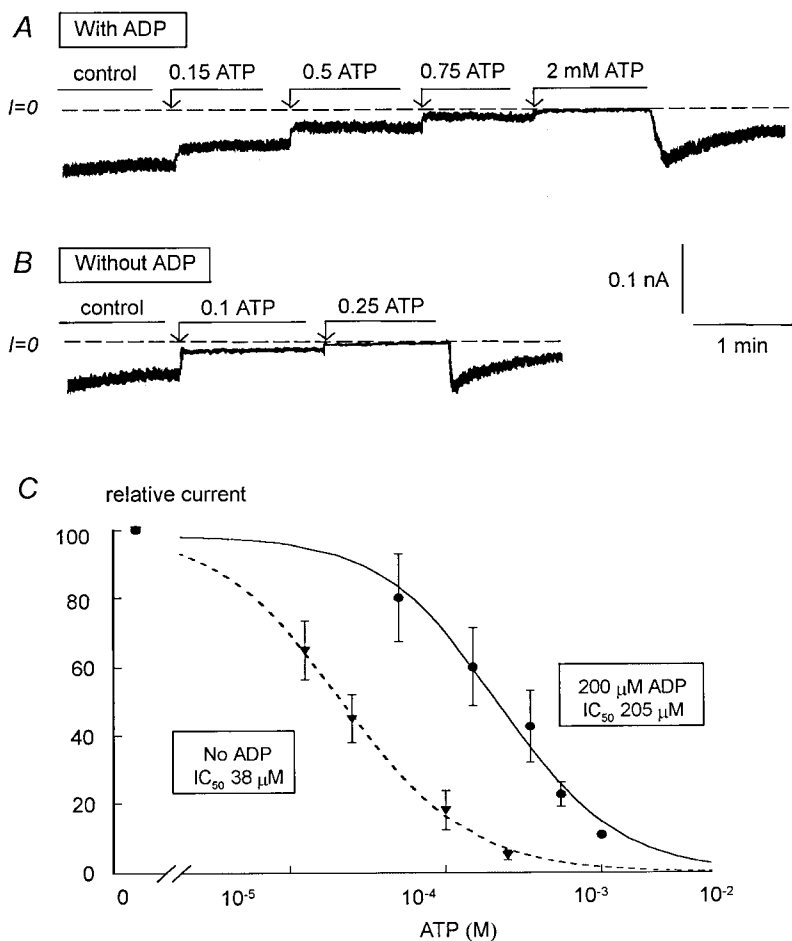 A With ADP
control 0.15 ATP 0.5 ATP 0.75 ATP 2 mM ATP
I=0
B Without ADP
control 0.1 ATP 0.25 ATP
I=0
0.1 nA
1 min
C relative current
100
80
60
40
20
0
200 µM ADP
IC₅₀ 205 µM
No ADP
IC₅₀ 38 µM
0 10⁻⁵ 10⁻⁴ 10⁻³ 10⁻²
ATP (M)